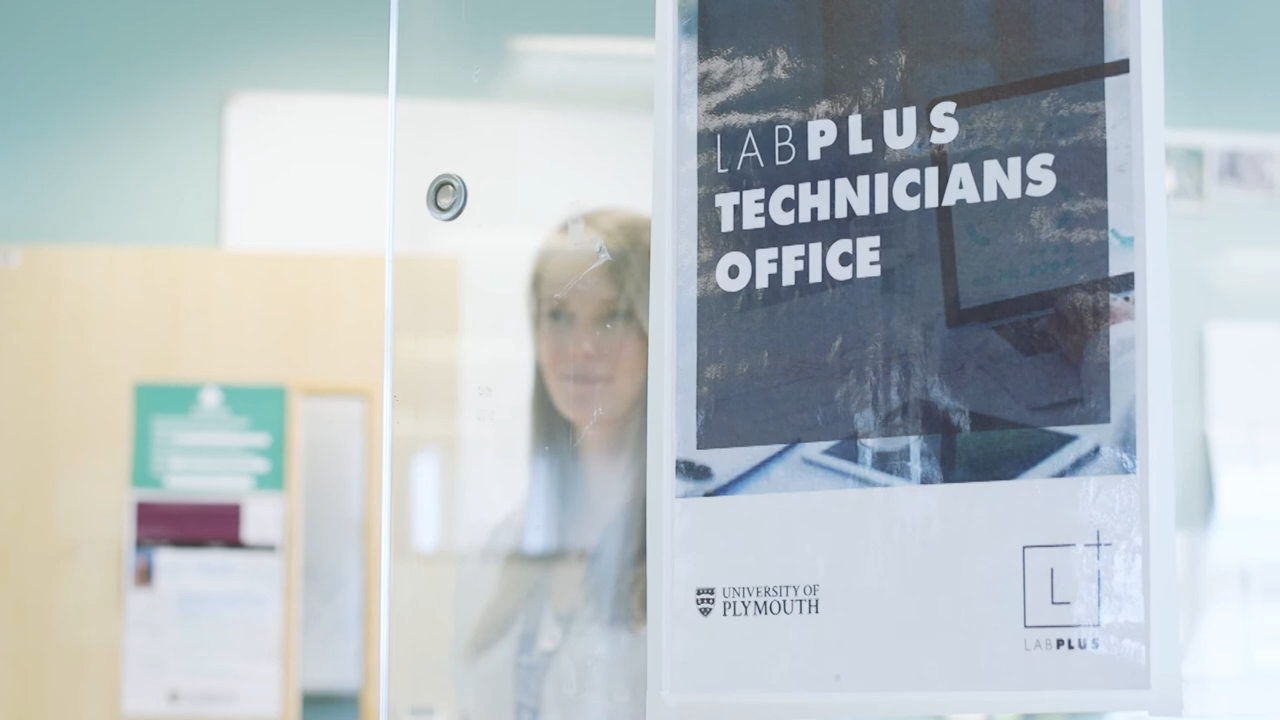 LABPLUS
TECHNICIANS
OFFICE
UNIVERSITY OF
PLYMOUTH
L
LABPLUS